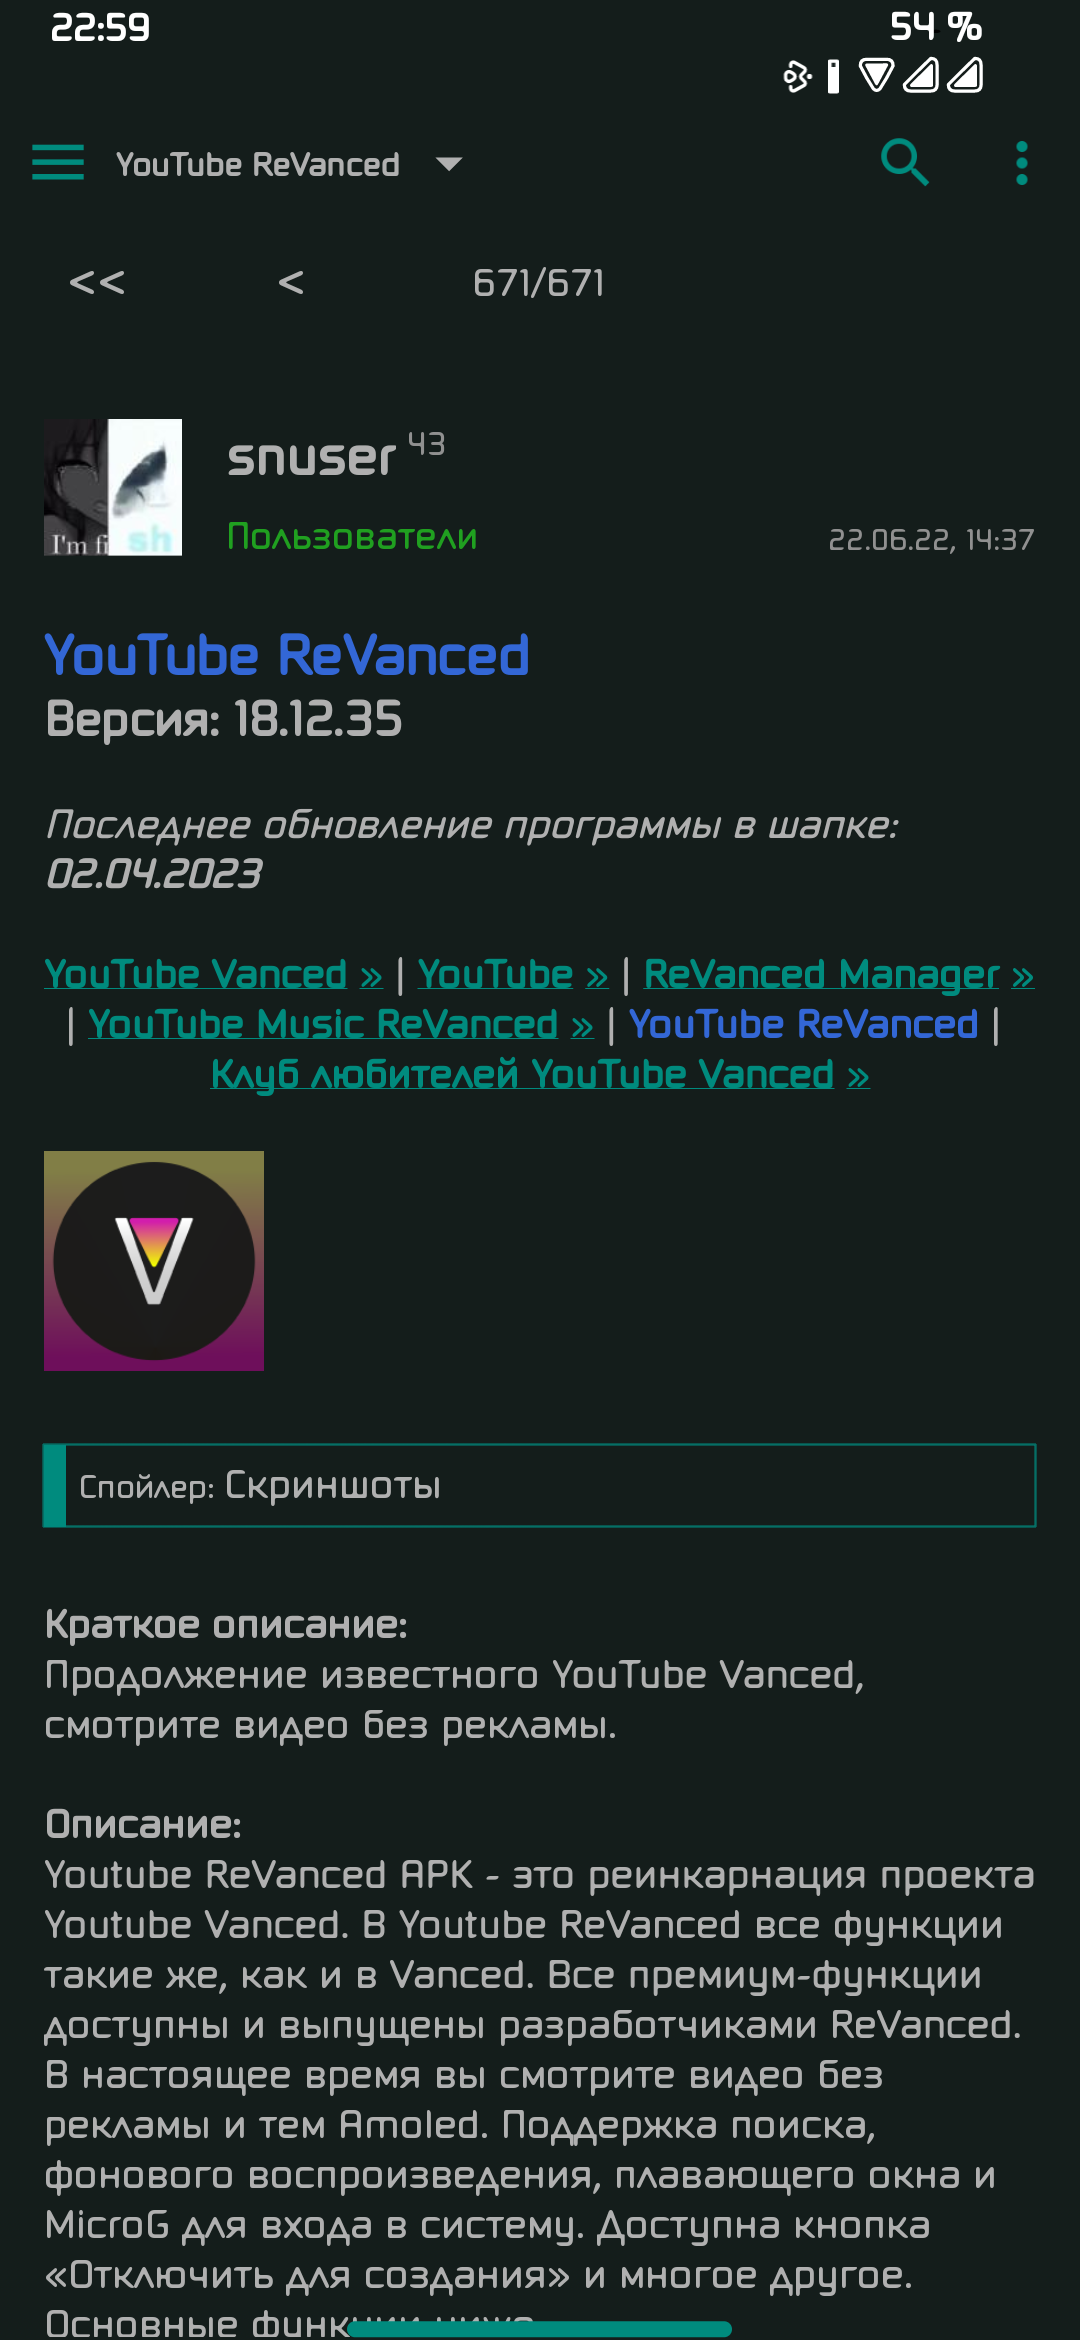 22:59
54 %
YouTube ReVanced
<< < 671/671
snuser 43
I'm fi sh
Пользователи
22.06.22, 14:37
YouTube ReVanced
Версия: 18.12.35
Последнее обновление программы в шапке:
02.04.2023
YouTube Vanced » | YouTube » | ReVanced Manager »
| YouTube Music ReVanced » | YouTube ReVanced |
Клуб любителей YouTube Vanced »
Спойлер: Скриншоты
Краткое описание:
Продолжение известного YouTube Vanced,
смотрите видео без рекламы.
Описание:
Youtube ReVanced APK - это реинкарнация проекта
Youtube Vanced. В Youtube ReVanced все функции
такие же, как и в Vanced. Все премиум-функции
доступны и выпущены разработчиками ReVanced.
В настоящее время вы смотрите видео без
рекламы и тем Amoled. Поддержка поиска,
фонового воспроизведения, плавающего окна и
MicroG для входа в систему. Доступна кнопка
«Отключить для создания» и многое другое.
Основные